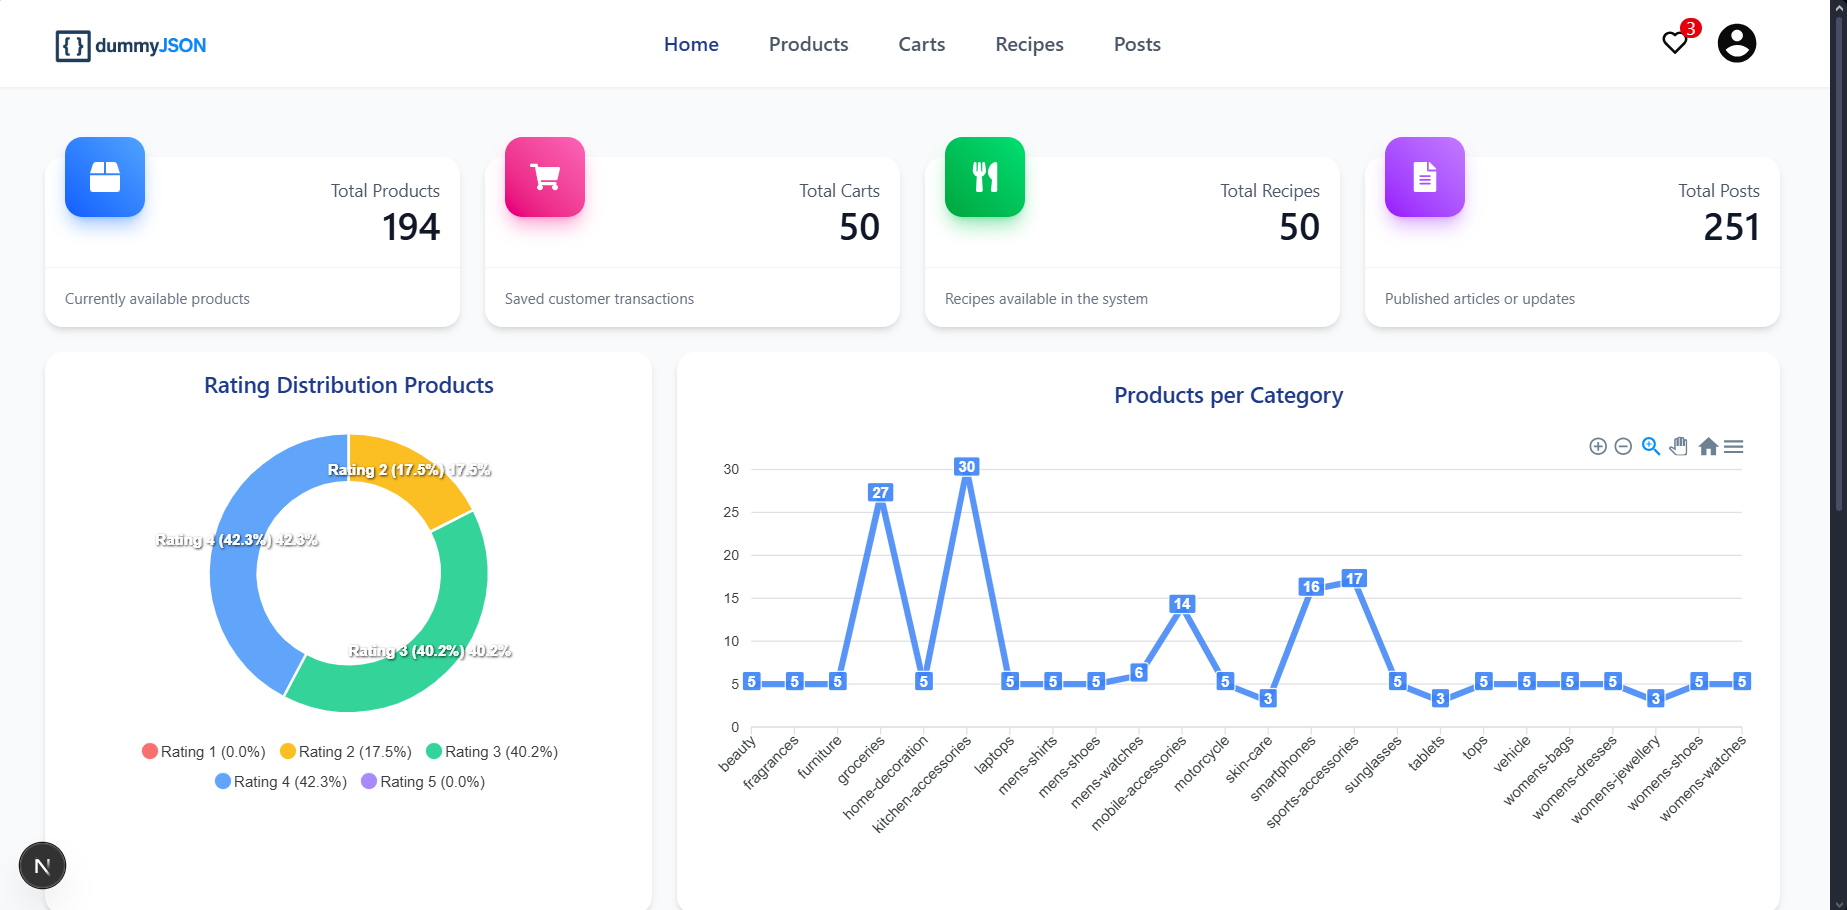 { } dummyJSON
Home Products Carts Recipes Posts
3
Total Products
194
Currently available products
Total Carts
50
Saved customer transactions
Total Recipes
50
Recipes available in the system
Total Posts
251
Published articles or updates
Rating Distribution Products
Rating 2 (17.5%) 17.5%
Rating 4 (42.3%) 42.3%
Rating 3 (40.2%) 40.2%
Rating 1 (0.0%) Rating 2 (17.5%) Rating 3 (40.2%)
Rating 4 (42.3%) Rating 5 (0.0%)
N
Products per Category
30
25
20
15
10
5
0
5 5 5 27 5 30 5 5 5 6 14 5 3 16 17 5 3 5 5 5 5 3 5 5
beauty
fragrances
furniture
groceries
home-decoration
kitchen-accessories
laptops
mens-shirts
mens-shoes
mens-watches
mobile-accessories
motorcycle
skin-care
smartphones
sports-accessories
sunglasses
tablets
tops
vehicle
womens-bags
womens-dresses
womens-jewellery
womens-shoes
womens-watches